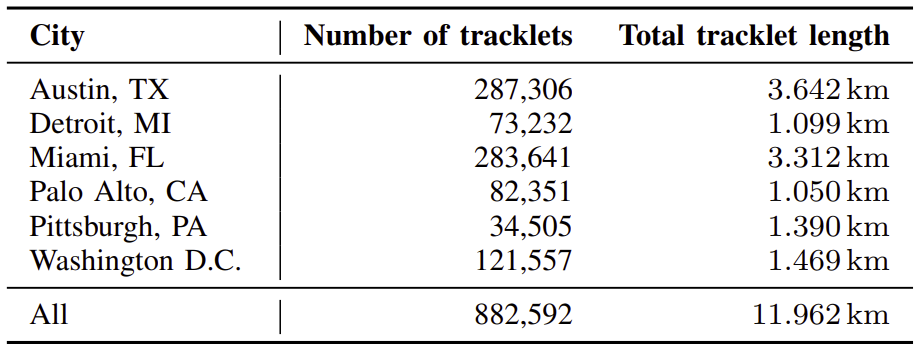 City Number of tracklets Total tracklet length
Austin, TX 287,306 3.642 km
Detroit, MI 73,232 1.099 km
Miami, FL 283,641 3.312 km
Palo Alto, CA 82,351 1.050 km
Pittsburgh, PA 34,505 1.390 km
Washington D.C. 121,557 1.469 km
All 882,592 11.962 km